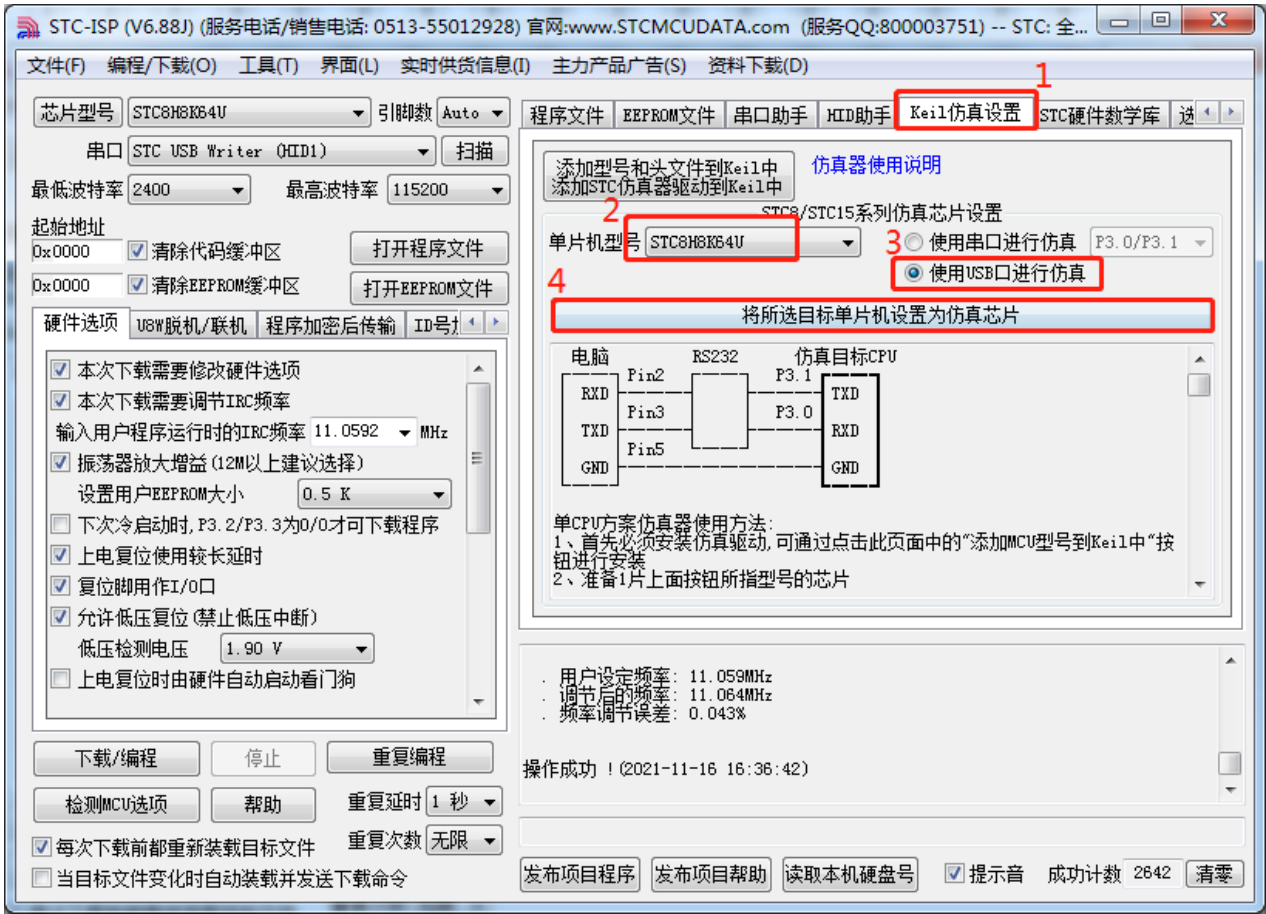 STC-ISP (V6.88J) (服务电话/销售电话: 0513-55012928) 官网:www.STCMCUDATA.com (服务QQ:800003751) -- STC: 全...
文件(F) 编程/下载(O) 工具(T) 界面(L) 实时供货信息(I) 主力产品广告(S) 资料下载(D)
1
芯片型号 STC8H8K64U 引脚数 Auto
串口 STC USB Writer (HID1) 扫描
最低波特率 2400 最高波特率 115200
起始地址
0x0000 清除代码缓冲区 打开程序文件
0x0000 清除EEPROM缓冲区 打开EEPROM文件
硬件选项 U8W脱机/联机 程序加密后传输
本次下载需要修改硬件选项
本次下载需要调节IRC频率
输入用户程序运行时的IRC频率 11.0592 MHz
振荡器放大增益(12M以上建议选择)
设置用户EEPROM大小 0.5 K
下次冷启动时,P3.2/P3.3为0/0才可下载程序
上电复位使用较长延时
复位脚用作I/O口
允许低压复位(禁止低压中断)
低压检测电压 1.90 V
上电复位时由硬件自动启动看门狗
下载/编程 停止 重复编程
检测MCU选项 帮助 重复延时 1 秒
每次下载前都重新装载目标文件 重复次数 无限
当目标文件变化时自动装载并发送下载命令
程序文件 EEPROM文件 串口助手 HID助手 Keil仿真设置 STC硬件数学库
添加型号和头文件到Keil中
添加STC仿真器驱动到Keil中
仿真器使用说明
STC8/STC15系列仿真芯片设置
2
单片机型号 STC8H8K64U
3 使用串口进行仿真 P3.0/P3.1
使用USB口进行仿真
4
将所选目标单片机设置为仿真芯片
电脑 RS232 仿真目标CPU
Pin2 P3.1
RXD TXD
Pin3 P3.0
TXD RXD
Pin5
GND GND
单CPU方案仿真器使用方法:
1、首先必须安装仿真驱动,可通过点击此页面中的"添加MCU型号到Keil中"按
钮进行安装
2、准备1片上面按钮所指型号的芯片
. 用户设定频率: 11.059MHz
. 调节后的频率: 11.064MHz
. 频率调节误差: 0.043%
操作成功 !(2021-11-16 16:36:42)
发布项目程序 发布项目帮助 读取本机硬盘号 提示音 成功计数 2642 清零